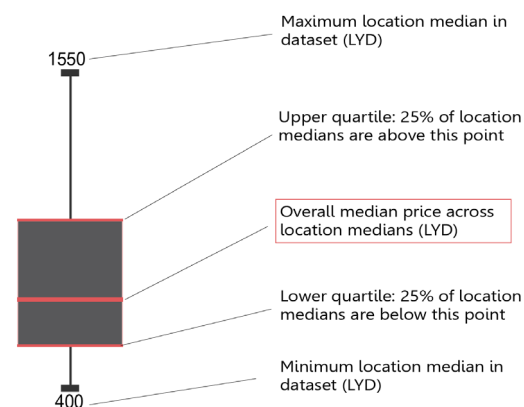 Maximum location median in
dataset (LYD)
1550
Upper quartile: 25% of location
medians are above this point
Overall median price across
location medians (LYD)
Lower quartile: 25% of location
medians are below this point
Minimum location median in
dataset (LYD)
400